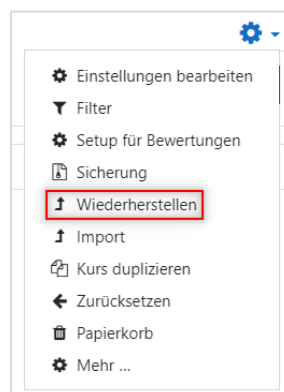 Einstellungen bearbeiten
Filter
Setup für Bewertungen
Sicherung
Wiederherstellen
Import
Kurs duplizieren
Zurücksetzen
Papierkorb
Mehr ...